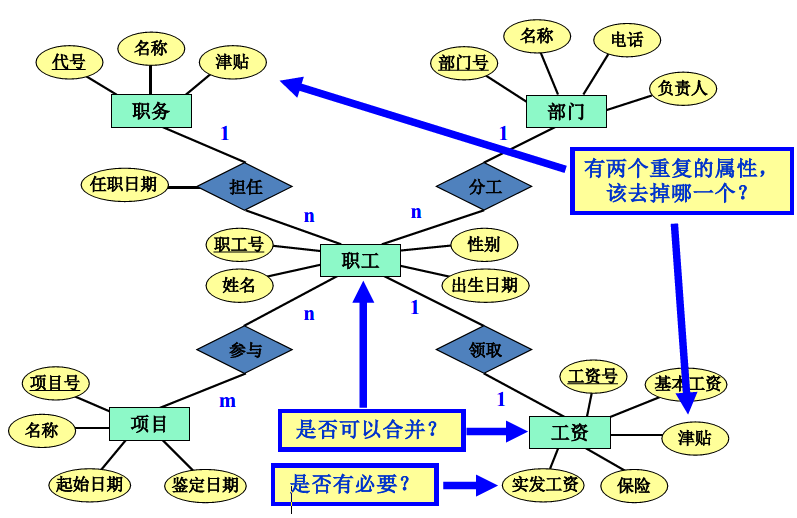 名称
名称
电话
代号
津贴
部门号
负责人
职务
部门
1
1
有两个重复的属性，
该去掉哪一个？
任职日期
担任
分工
n
n
职工号
性别
职工
姓名
出生日期
n
1
参与
领取
项目号
工资号
基本工资
m
1
名称
项目
是否可以合并？
工资
津贴
起始日期
鉴定日期
是否有必要？
实发工资
保险